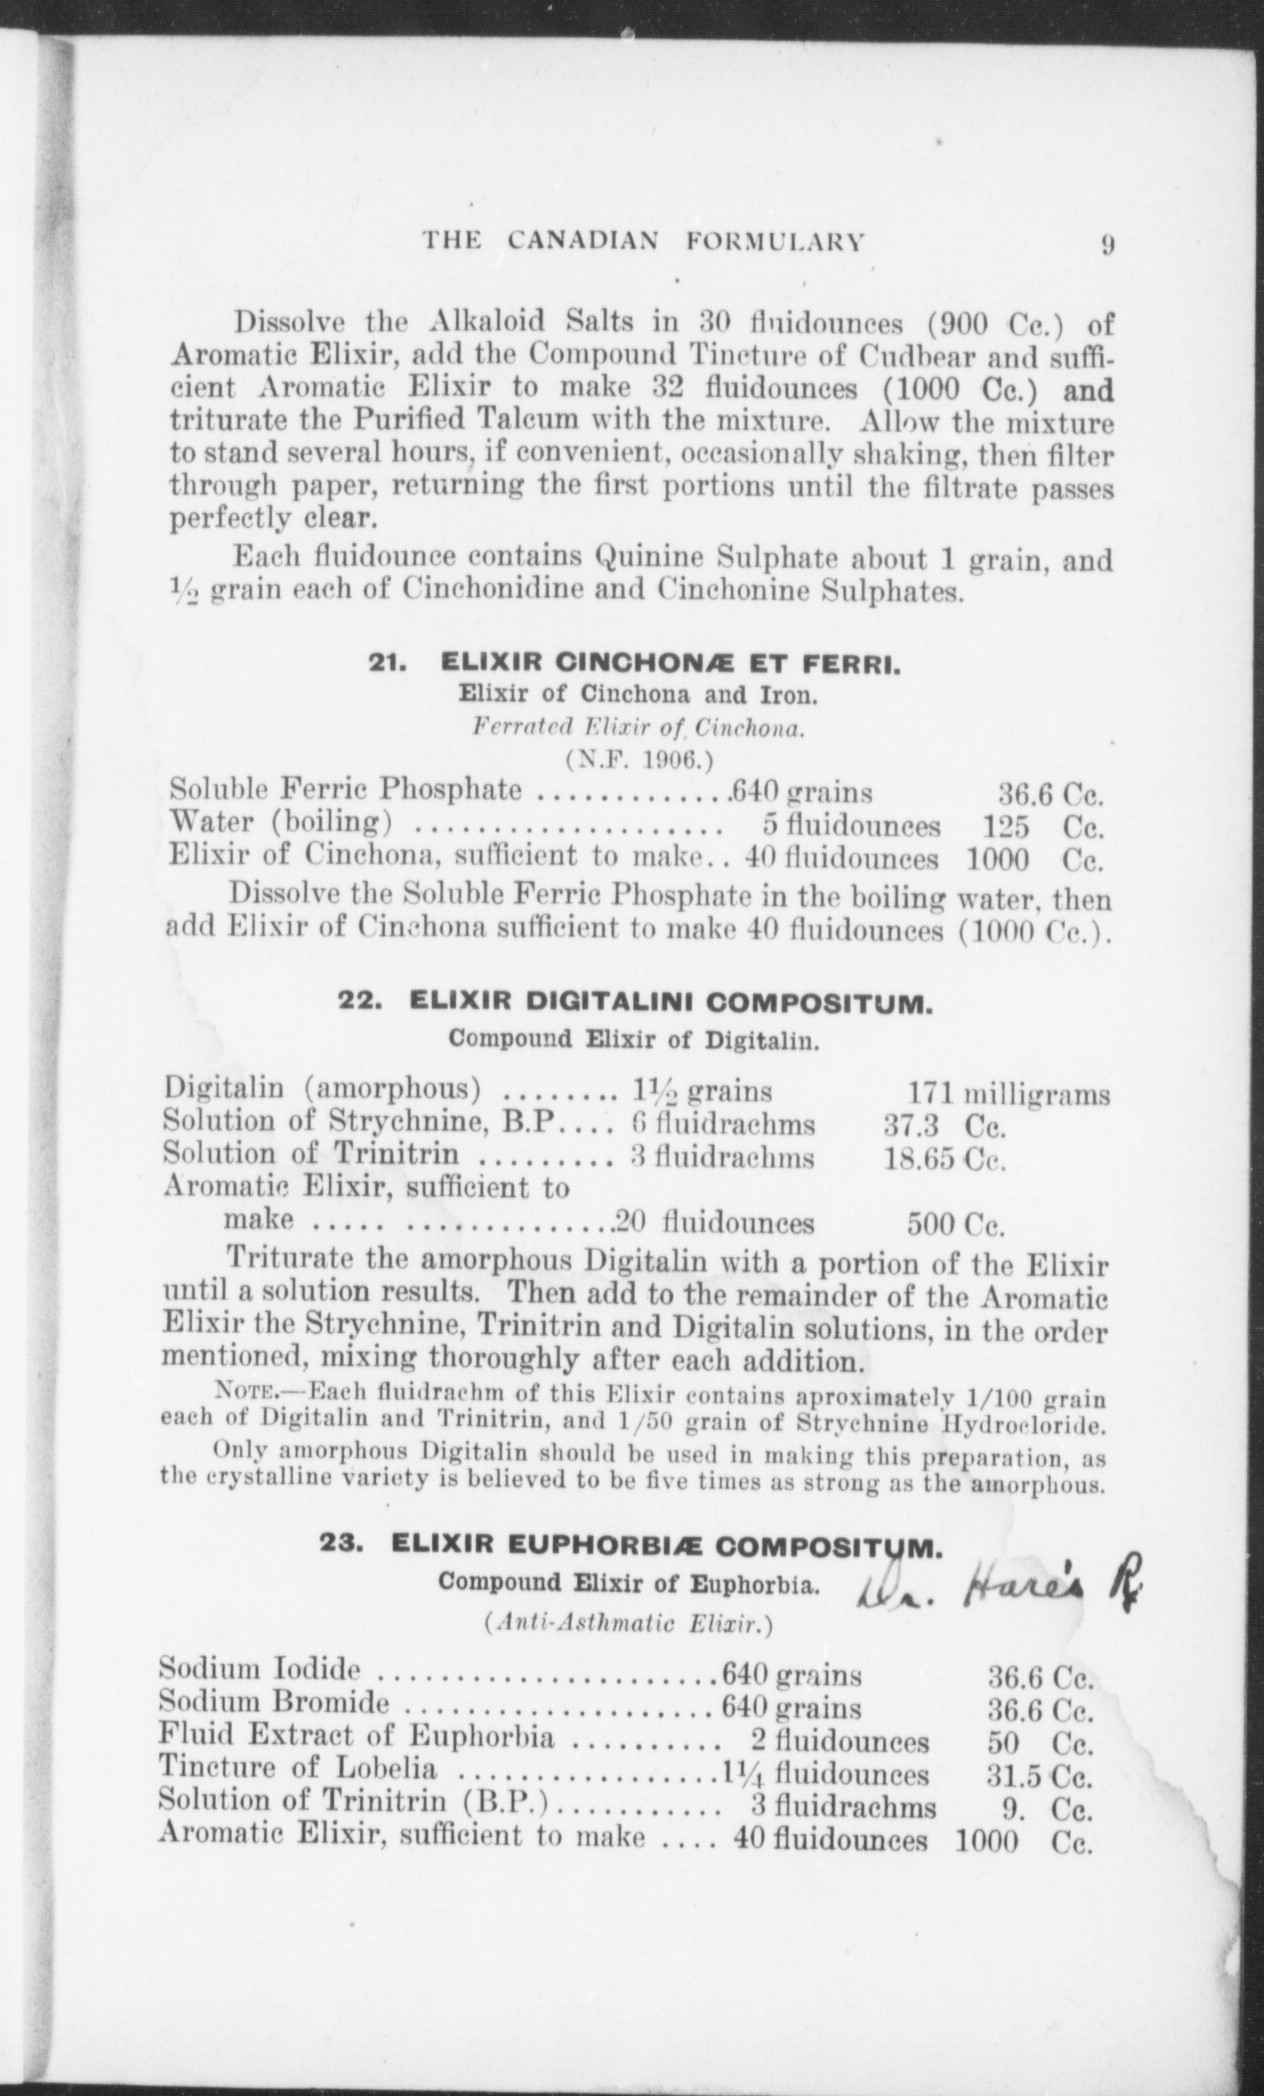 THE CANADIAN FORMULARY 9
Dissolve the Alkaloid Salts in 30 fluidounces (900 Cc.) of
Aromatic Elixir, add the Compound Tincture of Cudbear and suffi-
cient Aromatic Elixir to make 32 fluidounces (1000 Cc.) and
triturate the Purified Talcum with the mixture. Allow the mixture
to stand several hours, if convenient, occasionally shaking, then filter
through paper, returning the first portions until the filtrate passes
perfectly clear.
Each fluidounce contains Quinine Sulphate about 1 grain, and
½ grain each of Cinchonidine and Cinchonine Sulphates.
21. ELIXIR CINCHONÆ ET FERRI.
Elixir of Cinchona and Iron.
Ferrated Elixir of Cinchona.
(N.F. 1906.)
Soluble Ferric Phosphate .............640 grains 36.6 Cc.
Water (boiling) .................... 5 fluidounces 125 Cc.
Elixir of Cinchona, sufficient to make.. 40 fluidounces 1000 Cc.
Dissolve the Soluble Ferric Phosphate in the boiling water, then
add Elixir of Cinchona sufficient to make 40 fluidounces (1000 Cc.).
22. ELIXIR DIGITALINI COMPOSITUM.
Compound Elixir of Digitalin.
Digitalin (amorphous) ........ 1½ grains 171 milligrams
Solution of Strychnine, B.P.... 6 fluidrachms 37.3 Cc.
Solution of Trinitrin ......... 3 fluidrachms 18.65 Cc.
Aromatic Elixir, sufficient to
make ..... ..............20 fluidounces 500 Cc.
Triturate the amorphous Digitalin with a portion of the Elixir
until a solution results. Then add to the remainder of the Aromatic
Elixir the Strychnine, Trinitrin and Digitalin solutions, in the order
mentioned, mixing thoroughly after each addition.
NOTE.—Each fluidrachm of this Elixir contains aproximately 1/100 grain
each of Digitalin and Trinitrin, and 1/50 grain of Strychnine Hydrocloride.
Only amorphous Digitalin should be used in making this preparation, as
the crystalline variety is believed to be five times as strong as the amorphous.
23. ELIXIR EUPHORBIÆ COMPOSITUM.
Compound Elixir of Euphorbia. Dr. Hare's ℞
(Anti-Asthmatic Elixir.)
Sodium Iodide ......................640 grains 36.6 Cc.
Sodium Bromide .................... 640 grains 36.6 Cc.
Fluid Extract of Euphorbia .......... 2 fluidounces 50 Cc.
Tincture of Lobelia .................1¼ fluidounces 31.5 Cc.
Solution of Trinitrin (B.P.)........... 3 fluidrachms 9. Cc.
Aromatic Elixir, sufficient to make .... 40 fluidounces 1000 Cc.